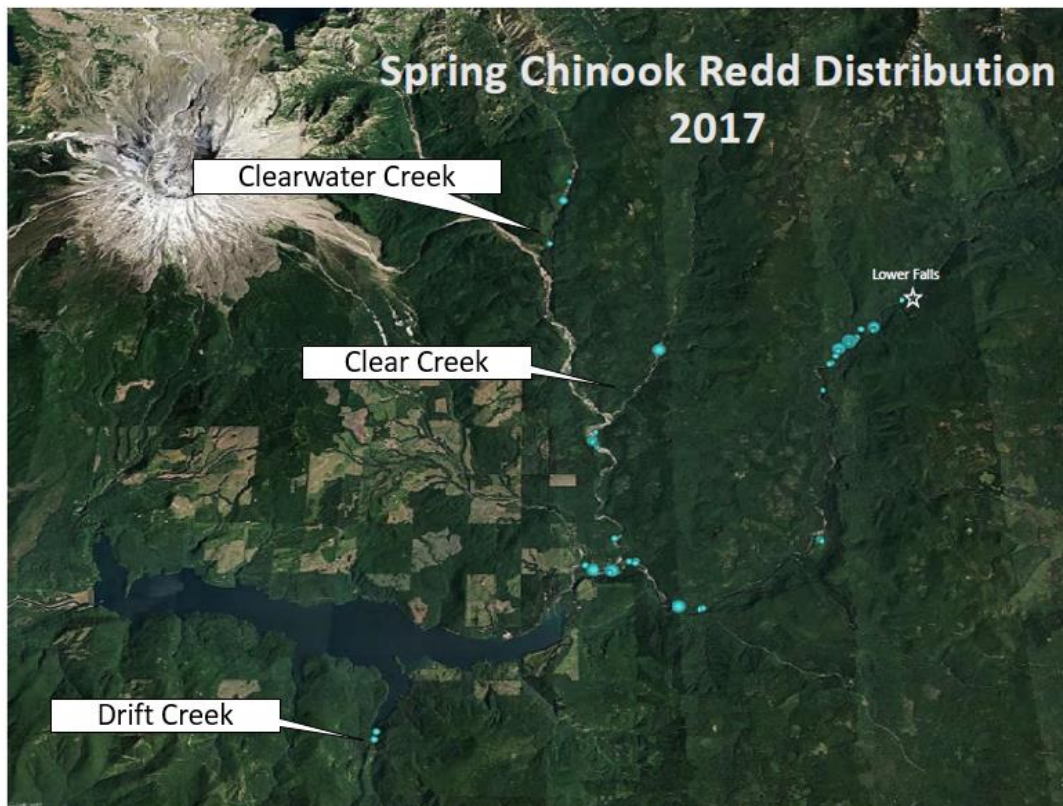 Spring Chinook Redd Distribution
2017
Clearwater Creek
Lower Falls
Clear Creek
Drift Creek